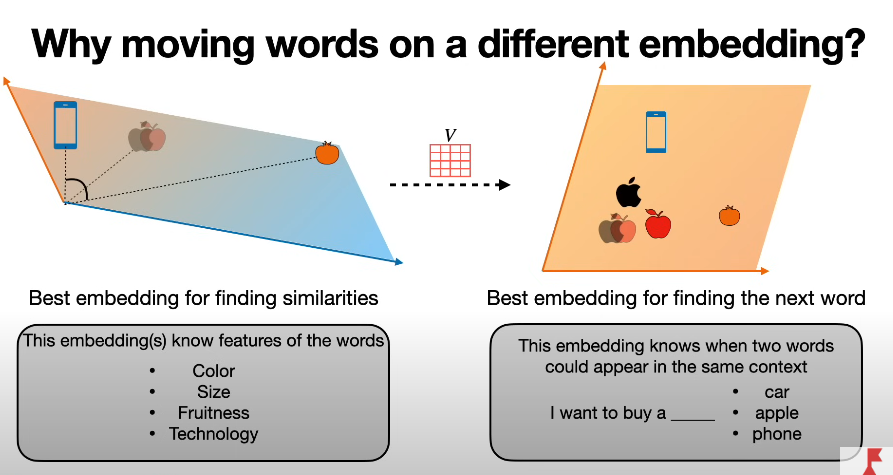 Why moving words on a different embedding?
V
Best embedding for finding similarities
Best embedding for finding the next word
This embedding(s) know features of the words
• Color
• Size
• Fruitness
• Technology
This embedding knows when two words
could appear in the same context
I want to buy a _____
• car
• apple
• phone